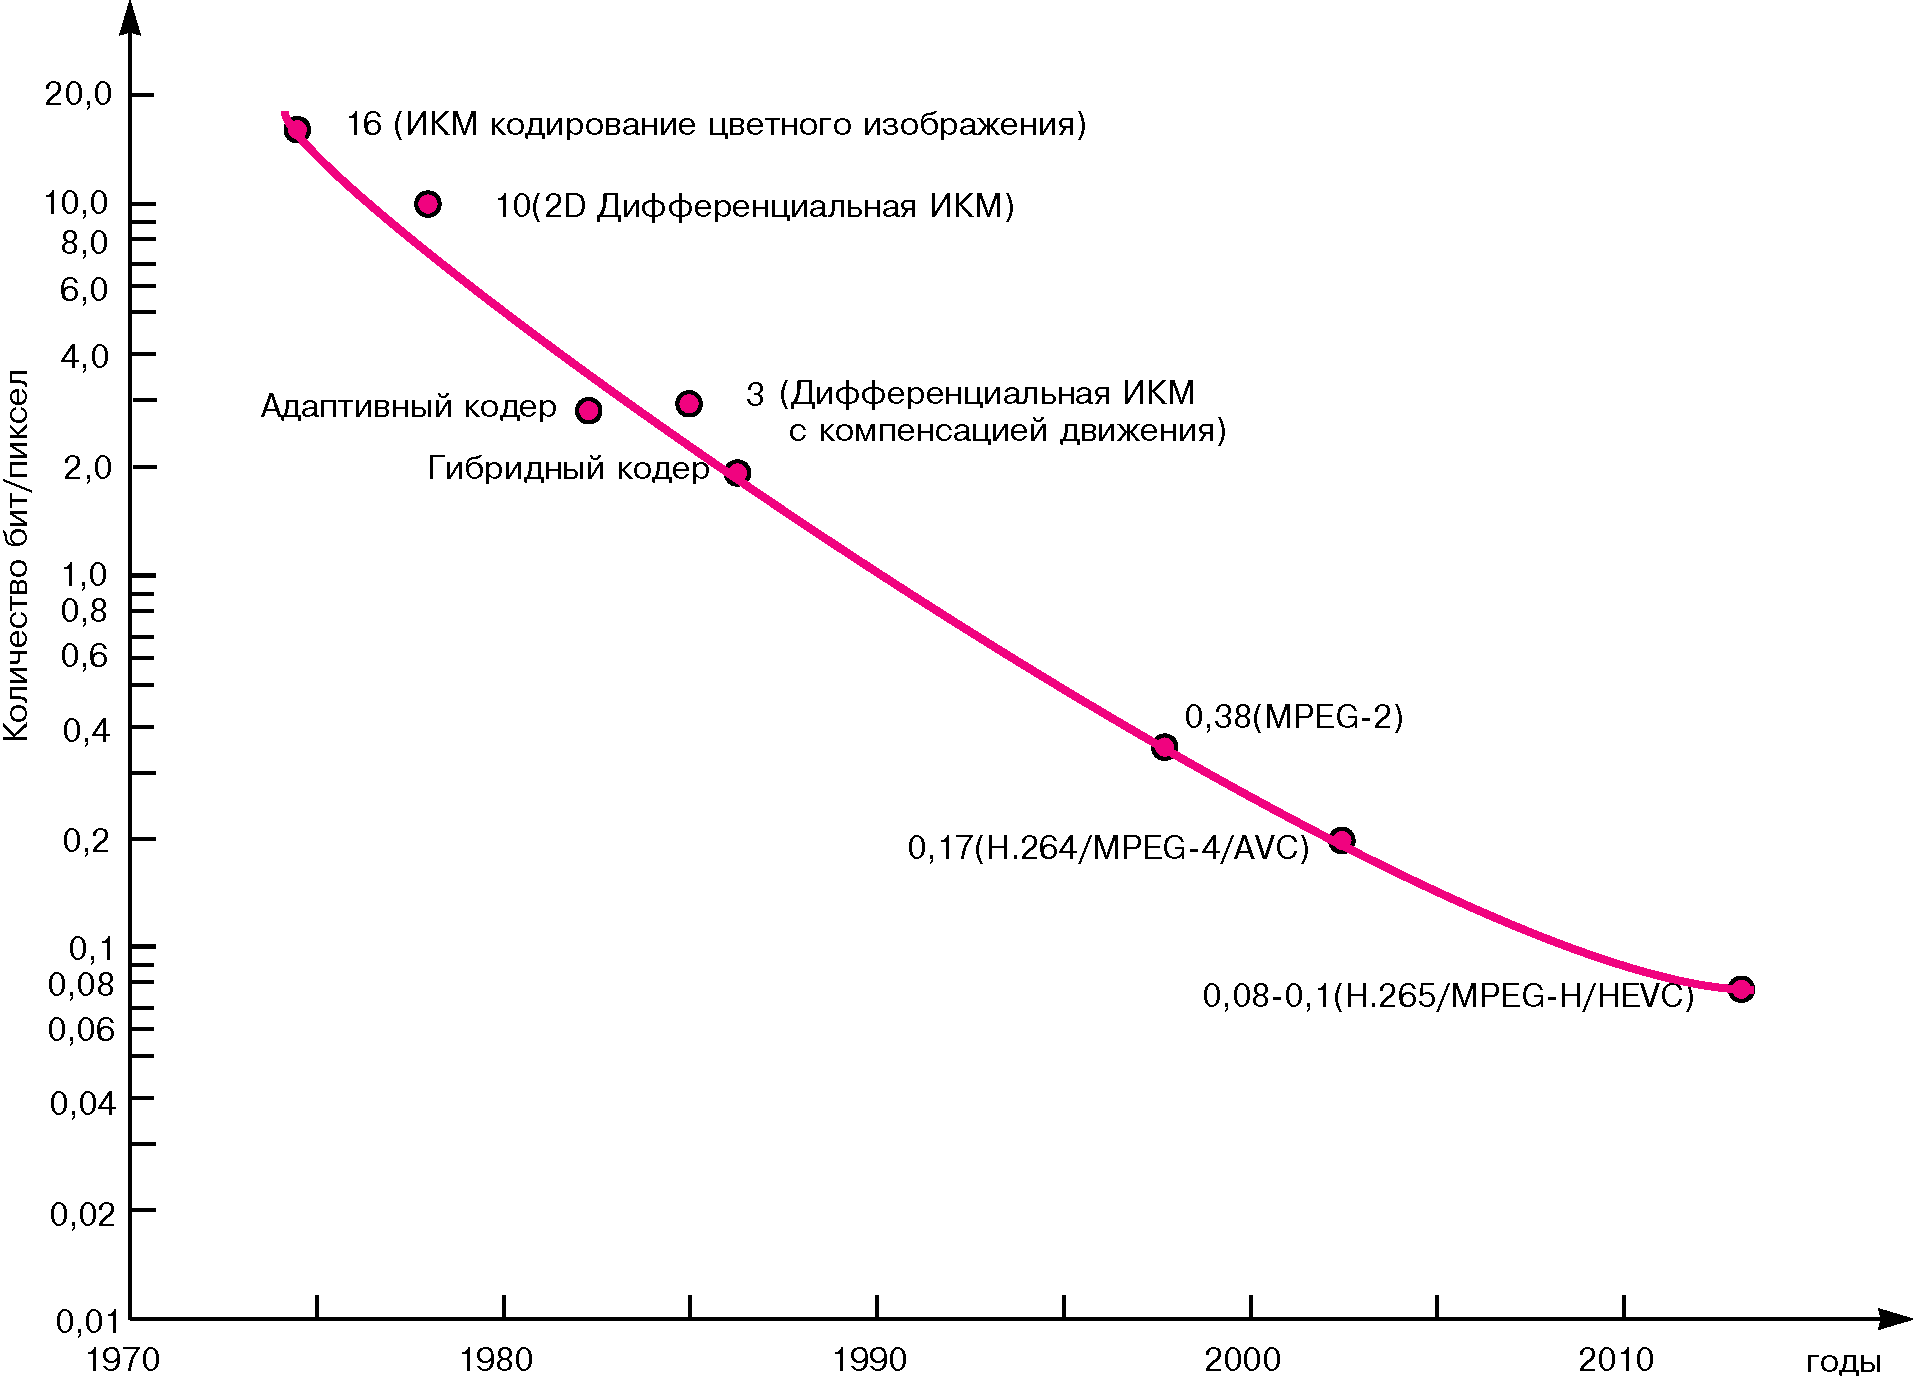 20,0
16 (ИКМ кодирование цветного изображения)
10,0
10(2D Дифференциальная ИКМ)
8,0
6,0
4,0
Количество бит/пиксел
Адаптивный кодер
3 (Дифференциальная ИКМ
с компенсацией движения)
Гибридный кодер
2,0
1,0
0,8
0,6
0,4
0,38(MPEG-2)
0,2
0,17(H.264/MPEG-4/AVC)
0,1
0,08
0,08-0,1(H.265/MPEG-H/HEVC)
0,06
0,04
0,02
0,01
1970 1980 1990 2000 2010 годы